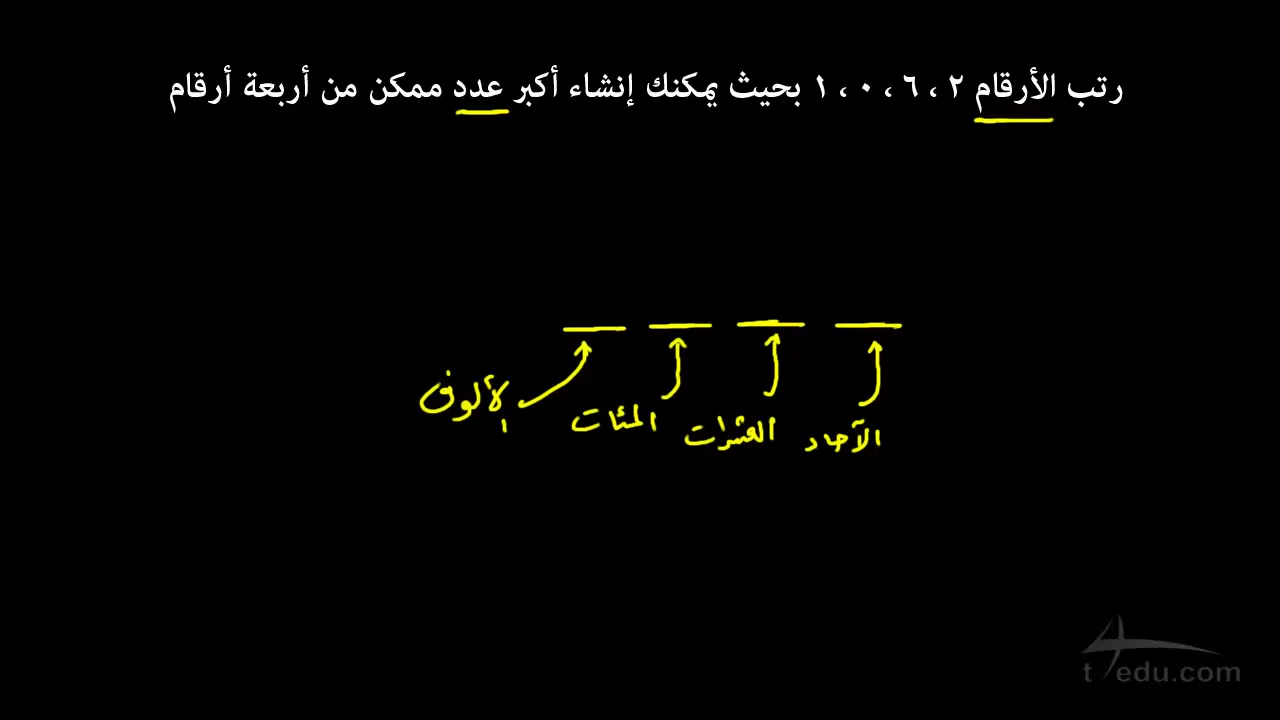 رتب الأرقام ٢ ، ٦ ، ٠ ، ١ بحيث يمكنك إنشاء أكبر عدد ممكن من أربعة أرقام
الآحاد العشرات المئات الألوف
t4edu.com